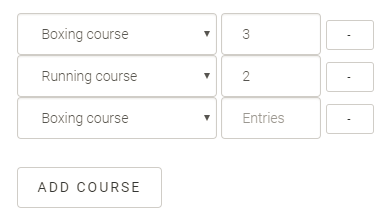 Boxing course ▼ 3 -
Running course ▼ 2 -
Boxing course ▼ Entries -
ADD COURSE